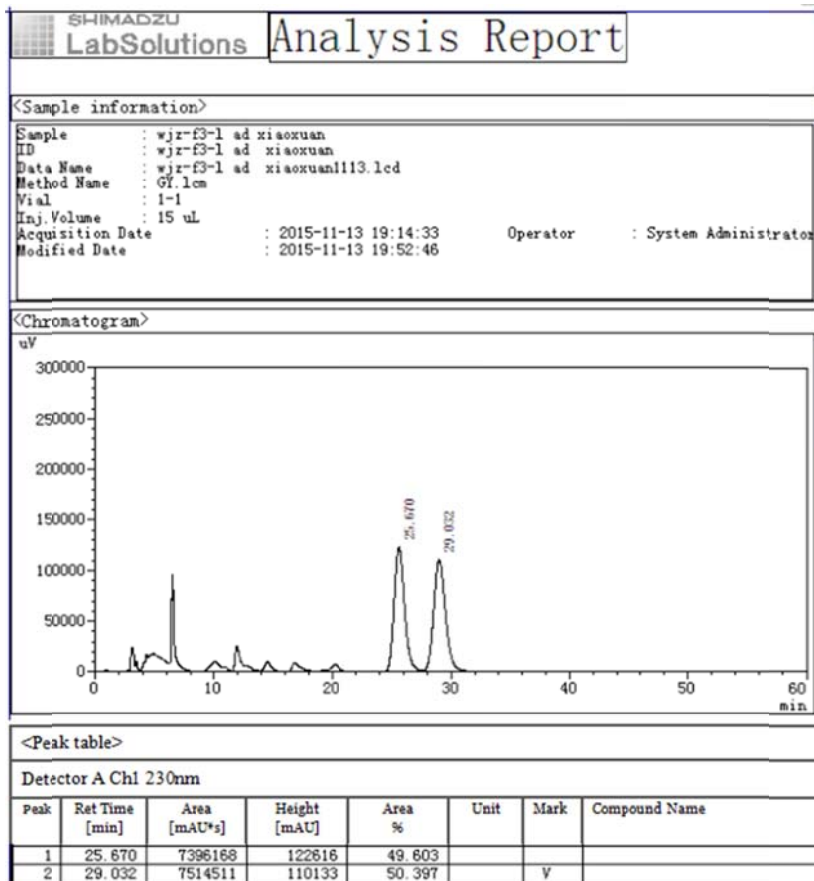 SHIMADZU
LabSolutions Analysis Report
<Sample information>
Sample : wjz-f3-1 ad xiaoxuan
ID : wjz-f3-1 ad xiaoxuan
Data Name : wjz-f3-1 ad xiaoxuan1113.lcd
Method Name : GY.lcm
Vial : 1-1
Inj.Volume : 15 uL
Acquisition Date : 2015-11-13 19:14:33 Operator : System Administrator
Modified Date : 2015-11-13 19:52:46
<Chromatogram>
uV
300000
250000
200000
150000
100000
50000
0
25.670
29.032
0 10 20 30 40 50 60
min
<Peak table>
Detector A Ch1 230nm
Peak Ret Time Area Height Area Unit Mark Compound Name
[min] [mAU*s] [mAU] %
1 25.670 7396168 122616 49.603
2 29.032 7514511 110133 50.397 V